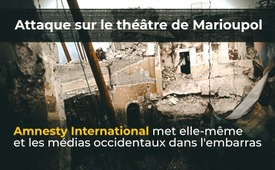 Attaque sur le théâtre de Marioupol
Amnesty International met elle-même
et les médias occidentaux dans l'embarras